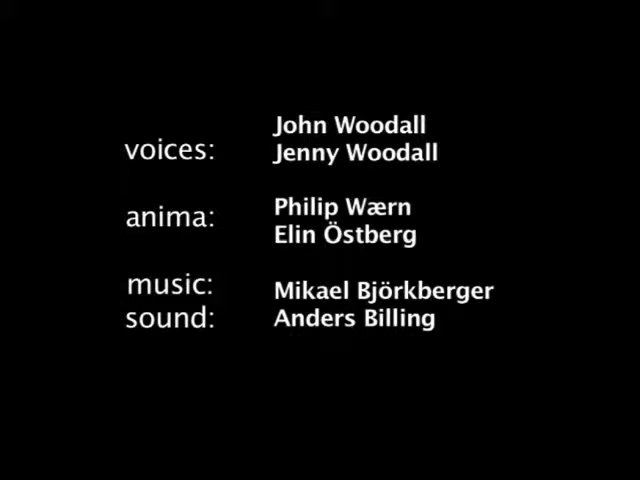 voices:
John Woodall
Jenny Woodall
anima:
Philip Wærn
Elin Östberg
music:
Mikael Björkberger
sound:
Anders Billing